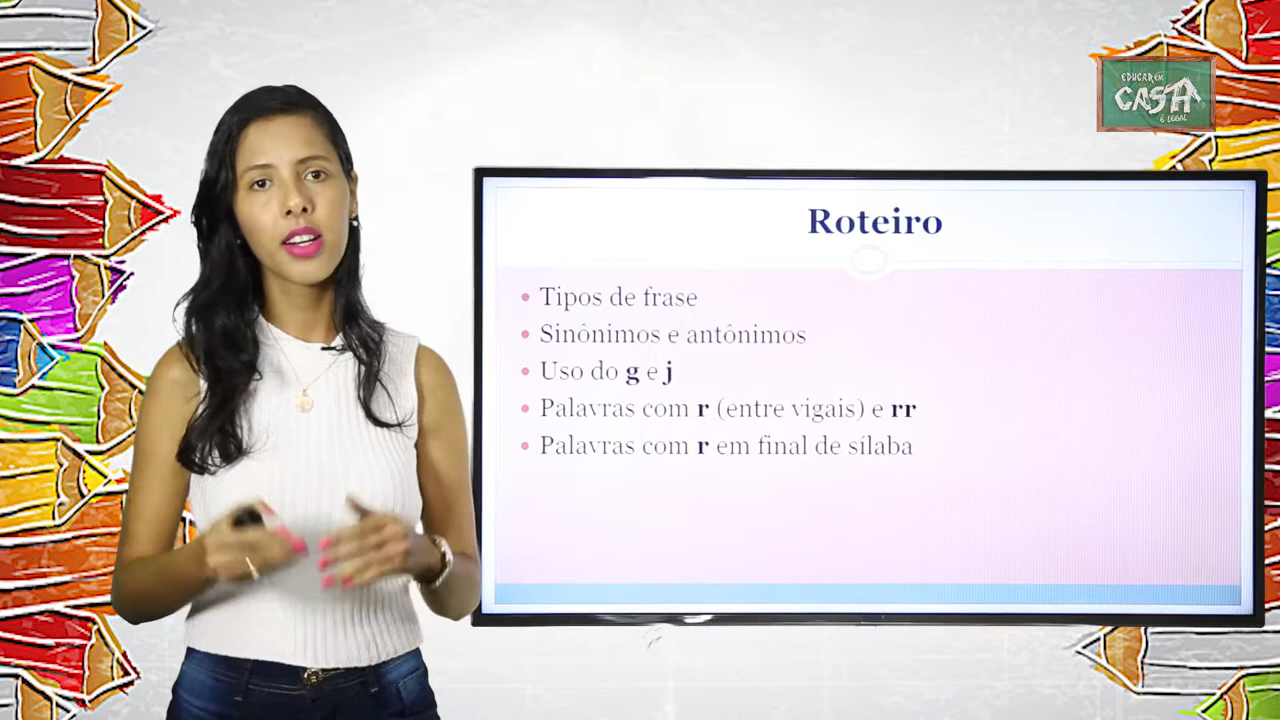 EDUCAR EM
CASA
É LEGAL
Roteiro
Tipos de frase
Sinônimos e antônimos
Uso do g e j
Palavras com r (entre vigais) e rr
Palavras com r em final de sílaba